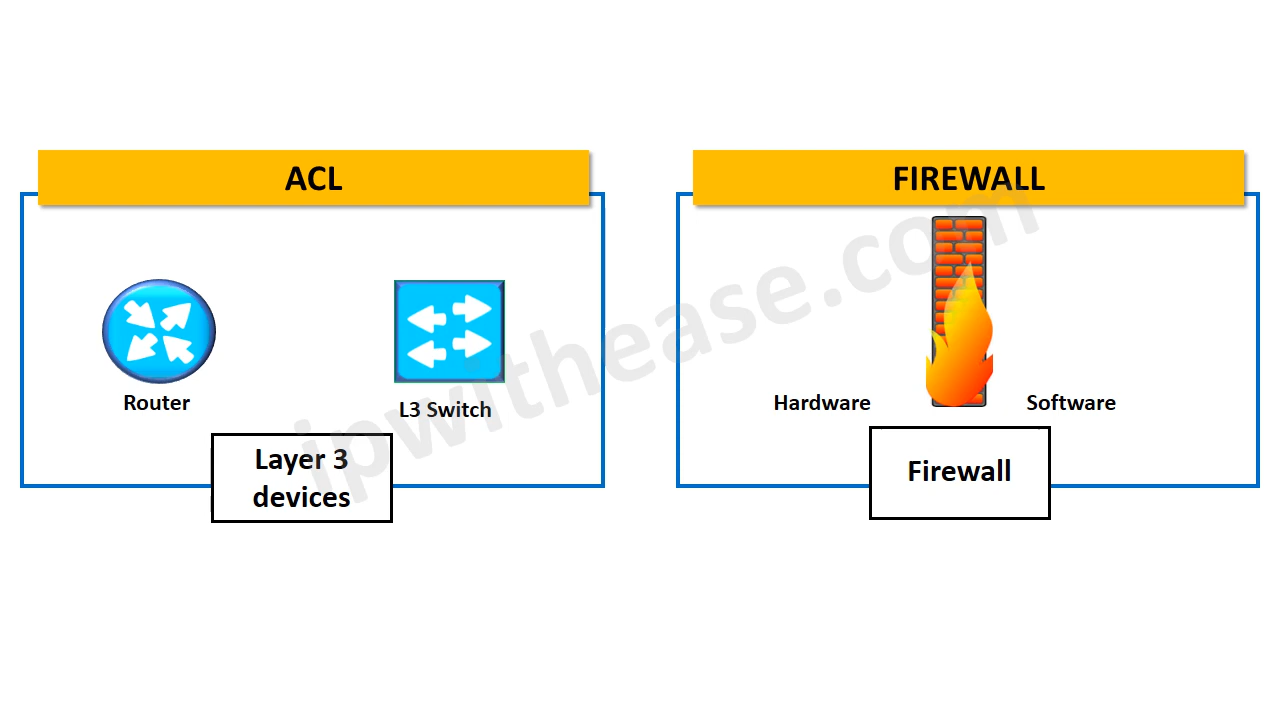 ACL
Router
L3 Switch
Layer 3
devices
FIREWALL
Hardware
Software
Firewall
ipwithease.com